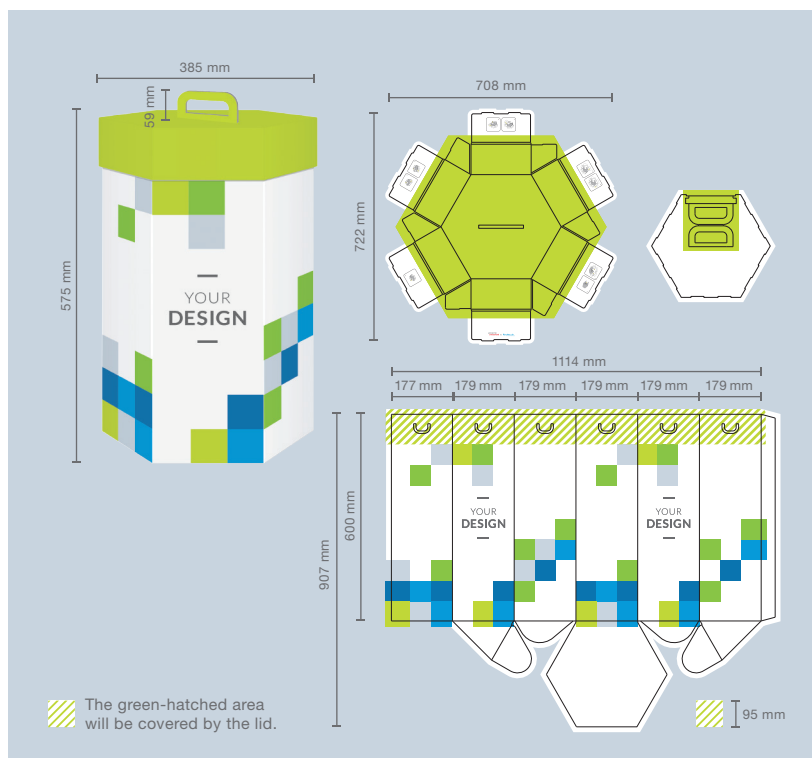 385 mm
59 mm
575 mm
YOUR
DESIGN
708 mm
722 mm
1114 mm
177 mm 179 mm 179 mm 179 mm 179 mm 179 mm
907 mm
600 mm
YOUR
DESIGN
YOUR
DESIGN
The green-hatched area
will be covered by the lid.
95 mm